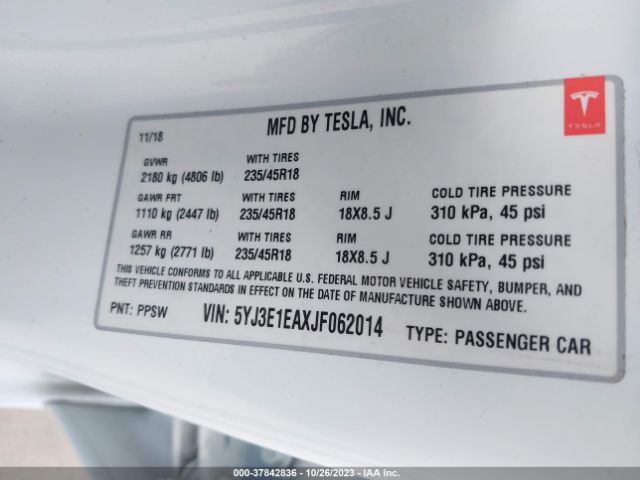 11/18 MFD BY TESLA, INC.
TESLA
GVWR WITH TIRES
2180 kg (4806 lb) 235/45R18
GAWR FRT WITH TIRES RIM COLD TIRE PRESSURE
1110 kg (2447 lb) 235/45R18 18X8.5 J 310 kPa, 45 psi
GAWR RR WITH TIRES RIM COLD TIRE PRESSURE
1257 kg (2771 lb) 235/45R18 18X8.5 J 310 kPa, 45 psi
THIS VEHICLE CONFORMS TO ALL APPLICABLE U.S. FEDERAL MOTOR VEHICLE SAFETY, BUMPER, AND
THEFT PREVENTION STANDARDS IN EFFECT ON THE DATE OF MANUFACTURE SHOWN ABOVE.
PNT: PPSW VIN: 5YJ3E1EAXJF062014 TYPE: PASSENGER CAR
000-37842836 - 10/26/2023 - IAAI, Inc.